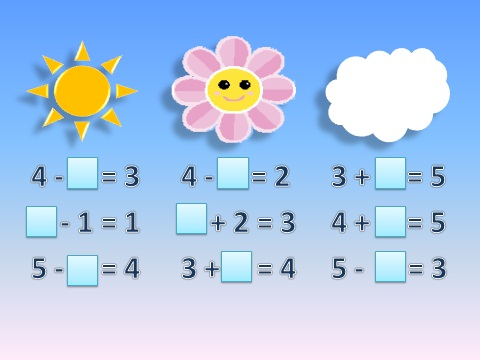 4 - □ = 3
4 - □ = 2
3 + □ = 5
□ - 1 = 1
□ + 2 = 3
4 + □ = 5
5 - □ = 4
3 + □ = 4
5 - □ = 3